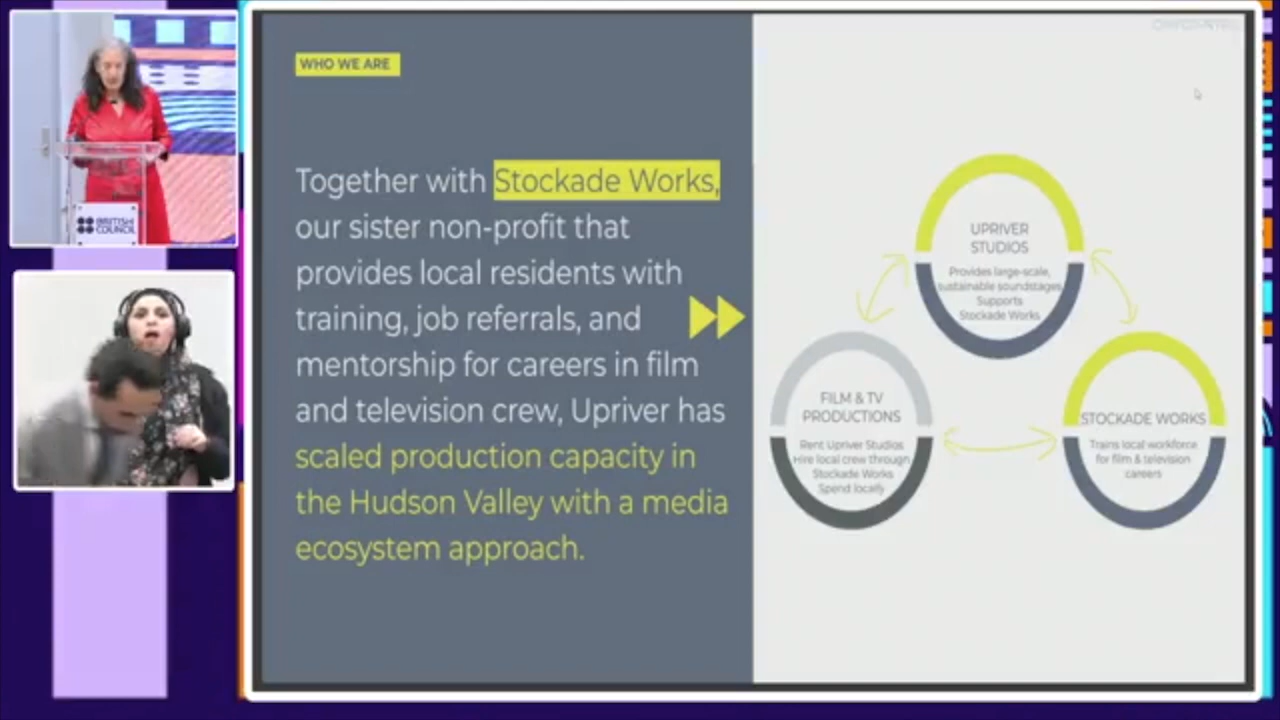 WHO WE ARE
Together with Stockade Works,
our sister non-profit that
provides local residents with
training, job referrals, and
mentorship for careers in film
and television crew, Upriver has
scaled production capacity in
the Hudson Valley with a media
ecosystem approach.
UPRIVER
STUDIOS
Provides large-scale,
sustainable soundstages
Supports
Stockade Works
FILM & TV
PRODUCTIONS
Rent Upriver Studios
Hire local crew through
Stockade Works
Spend locally
STOCKADE WORKS
Trains local workforce
for film & television
careers
BRITISH
COUNCIL